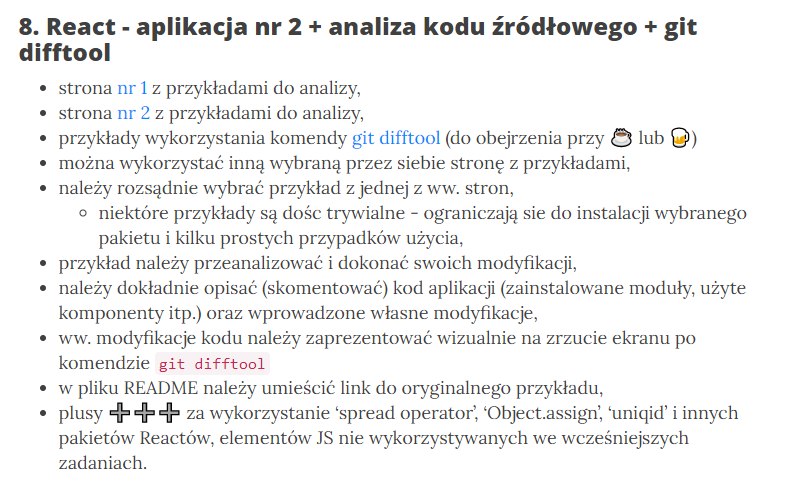 8. React - aplikacja nr 2 + analiza kodu źródłowego + git
difftool
• strona nr 1 z przykładami do analizy,
• strona nr 2 z przykładami do analizy,
• przykłady wykorzystania komendy git difftool (do obejrzenia przy ☕ lub 🍺)
• można wykorzystać inną wybraną przez siebie stronę z przykładami,
• należy rozsądnie wybrać przykład z jednej z ww. stron,
◦ niektóre przykłady są dośc trywialne - ograniczają sie do instalacji wybranego
pakietu i kilku prostych przypadków użycia,
• przykład należy przeanalizować i dokonać swoich modyfikacji,
• należy dokładnie opisać (skomentować) kod aplikacji (zainstalowane moduły, użyte
komponenty itp.) oraz wprowadzone własne modyfikacje,
• ww. modyfikacje kodu należy zaprezentować wizualnie na zrzucie ekranu po
komendzie git difftool
• w pliku README należy umieścić link do oryginalnego przykładu,
• plusy ➕➕➕ za wykorzystanie ‘spread operator’, ‘Object.assign’, ‘uniqid’ i innych
pakietów Reactów, elementów JS nie wykorzystywanych we wcześniejszych
zadaniach.